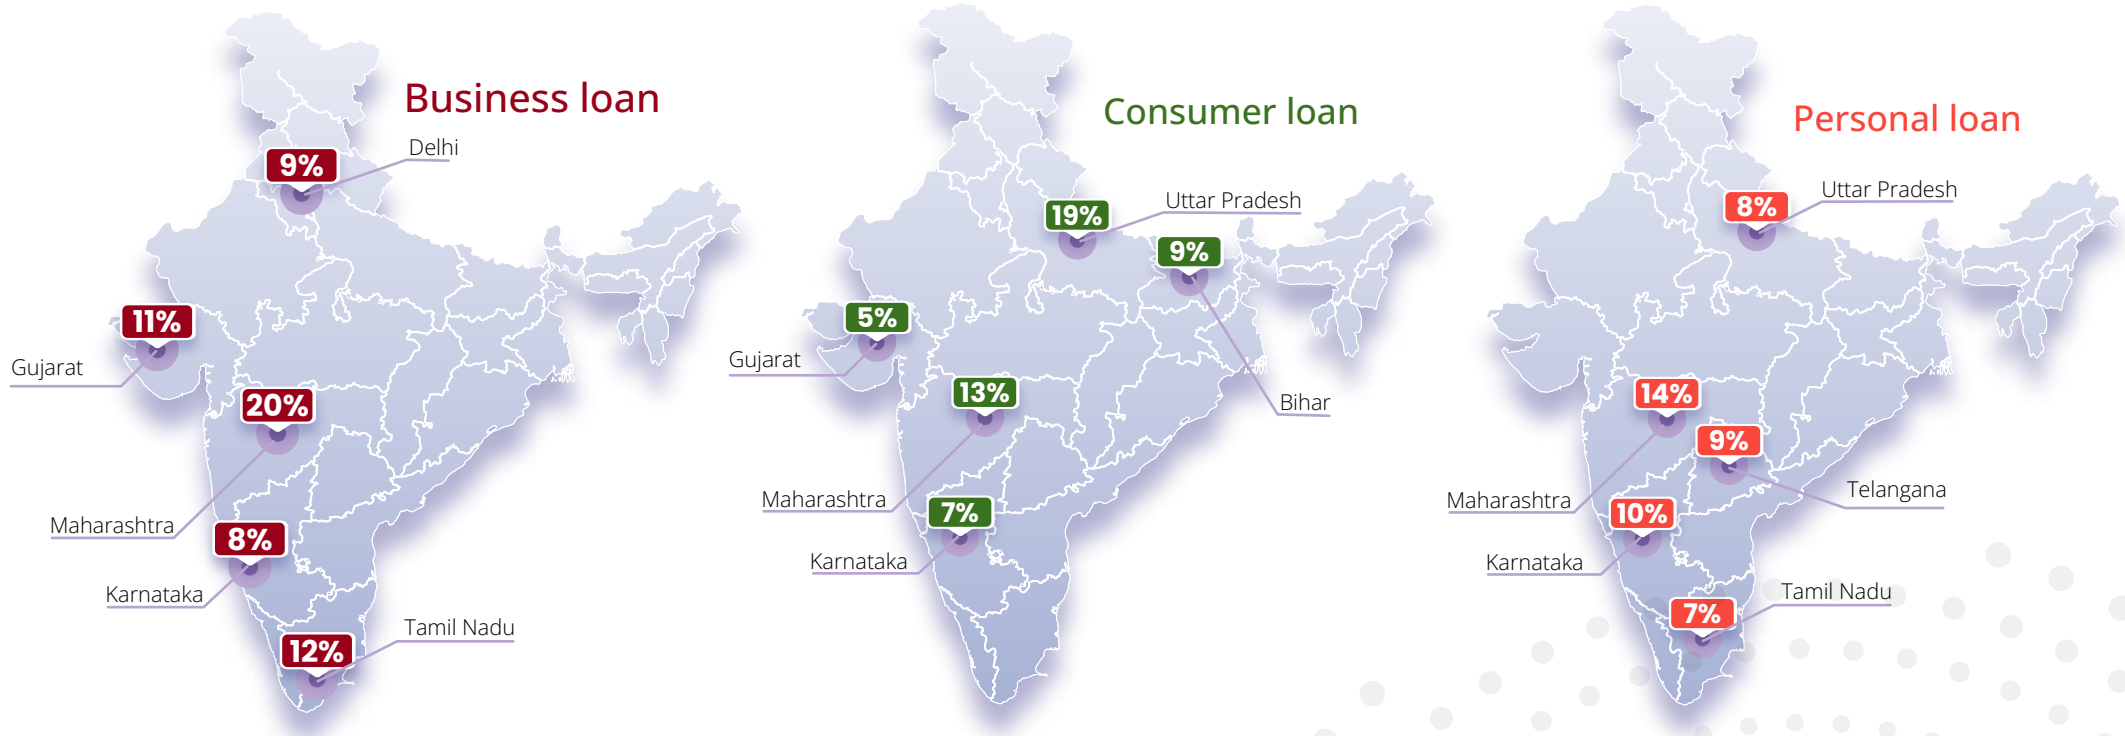 Business loan
Delhi
9%
11%
Gujarat
20%
Maharashtra
8%
Karnataka
Tamil Nadu
12%
Consumer loan
Uttar Pradesh
19%
9%
5%
Gujarat
13%
Bihar
Maharashtra
7%
Karnataka
Personal loan
Uttar Pradesh
8%
14%
9%
Maharashtra
Telangana
10%
Karnataka
Tamil Nadu
7%